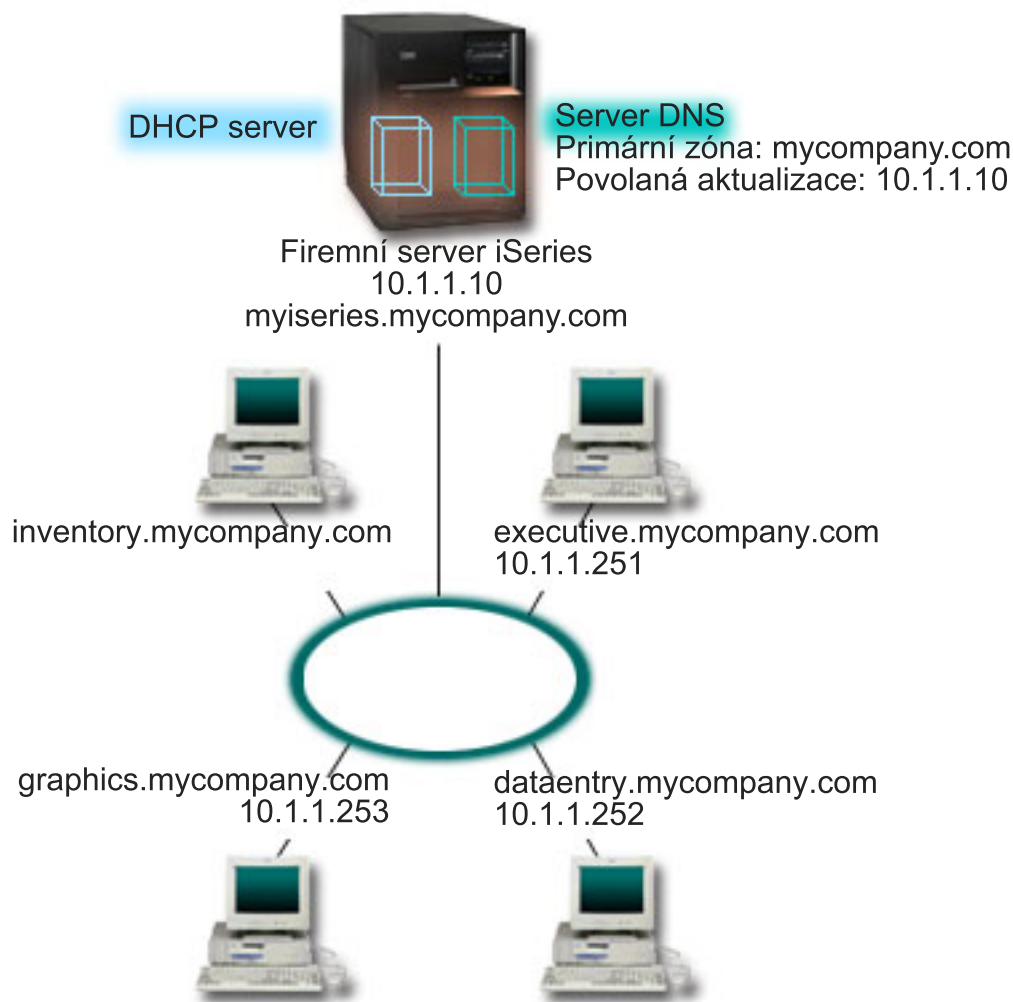 DHCP server
Server DNS
Primární zóna: mycompany.com
Povolaná aktualizace: 10.1.1.10
Firemní server iSeries
10.1.1.10
myiseries.mycompany.com
inventory.mycompany.com
executive.mycompany.com
10.1.1.251
graphics.mycompany.com
10.1.1.253
dataentry.mycompany.com
10.1.1.252